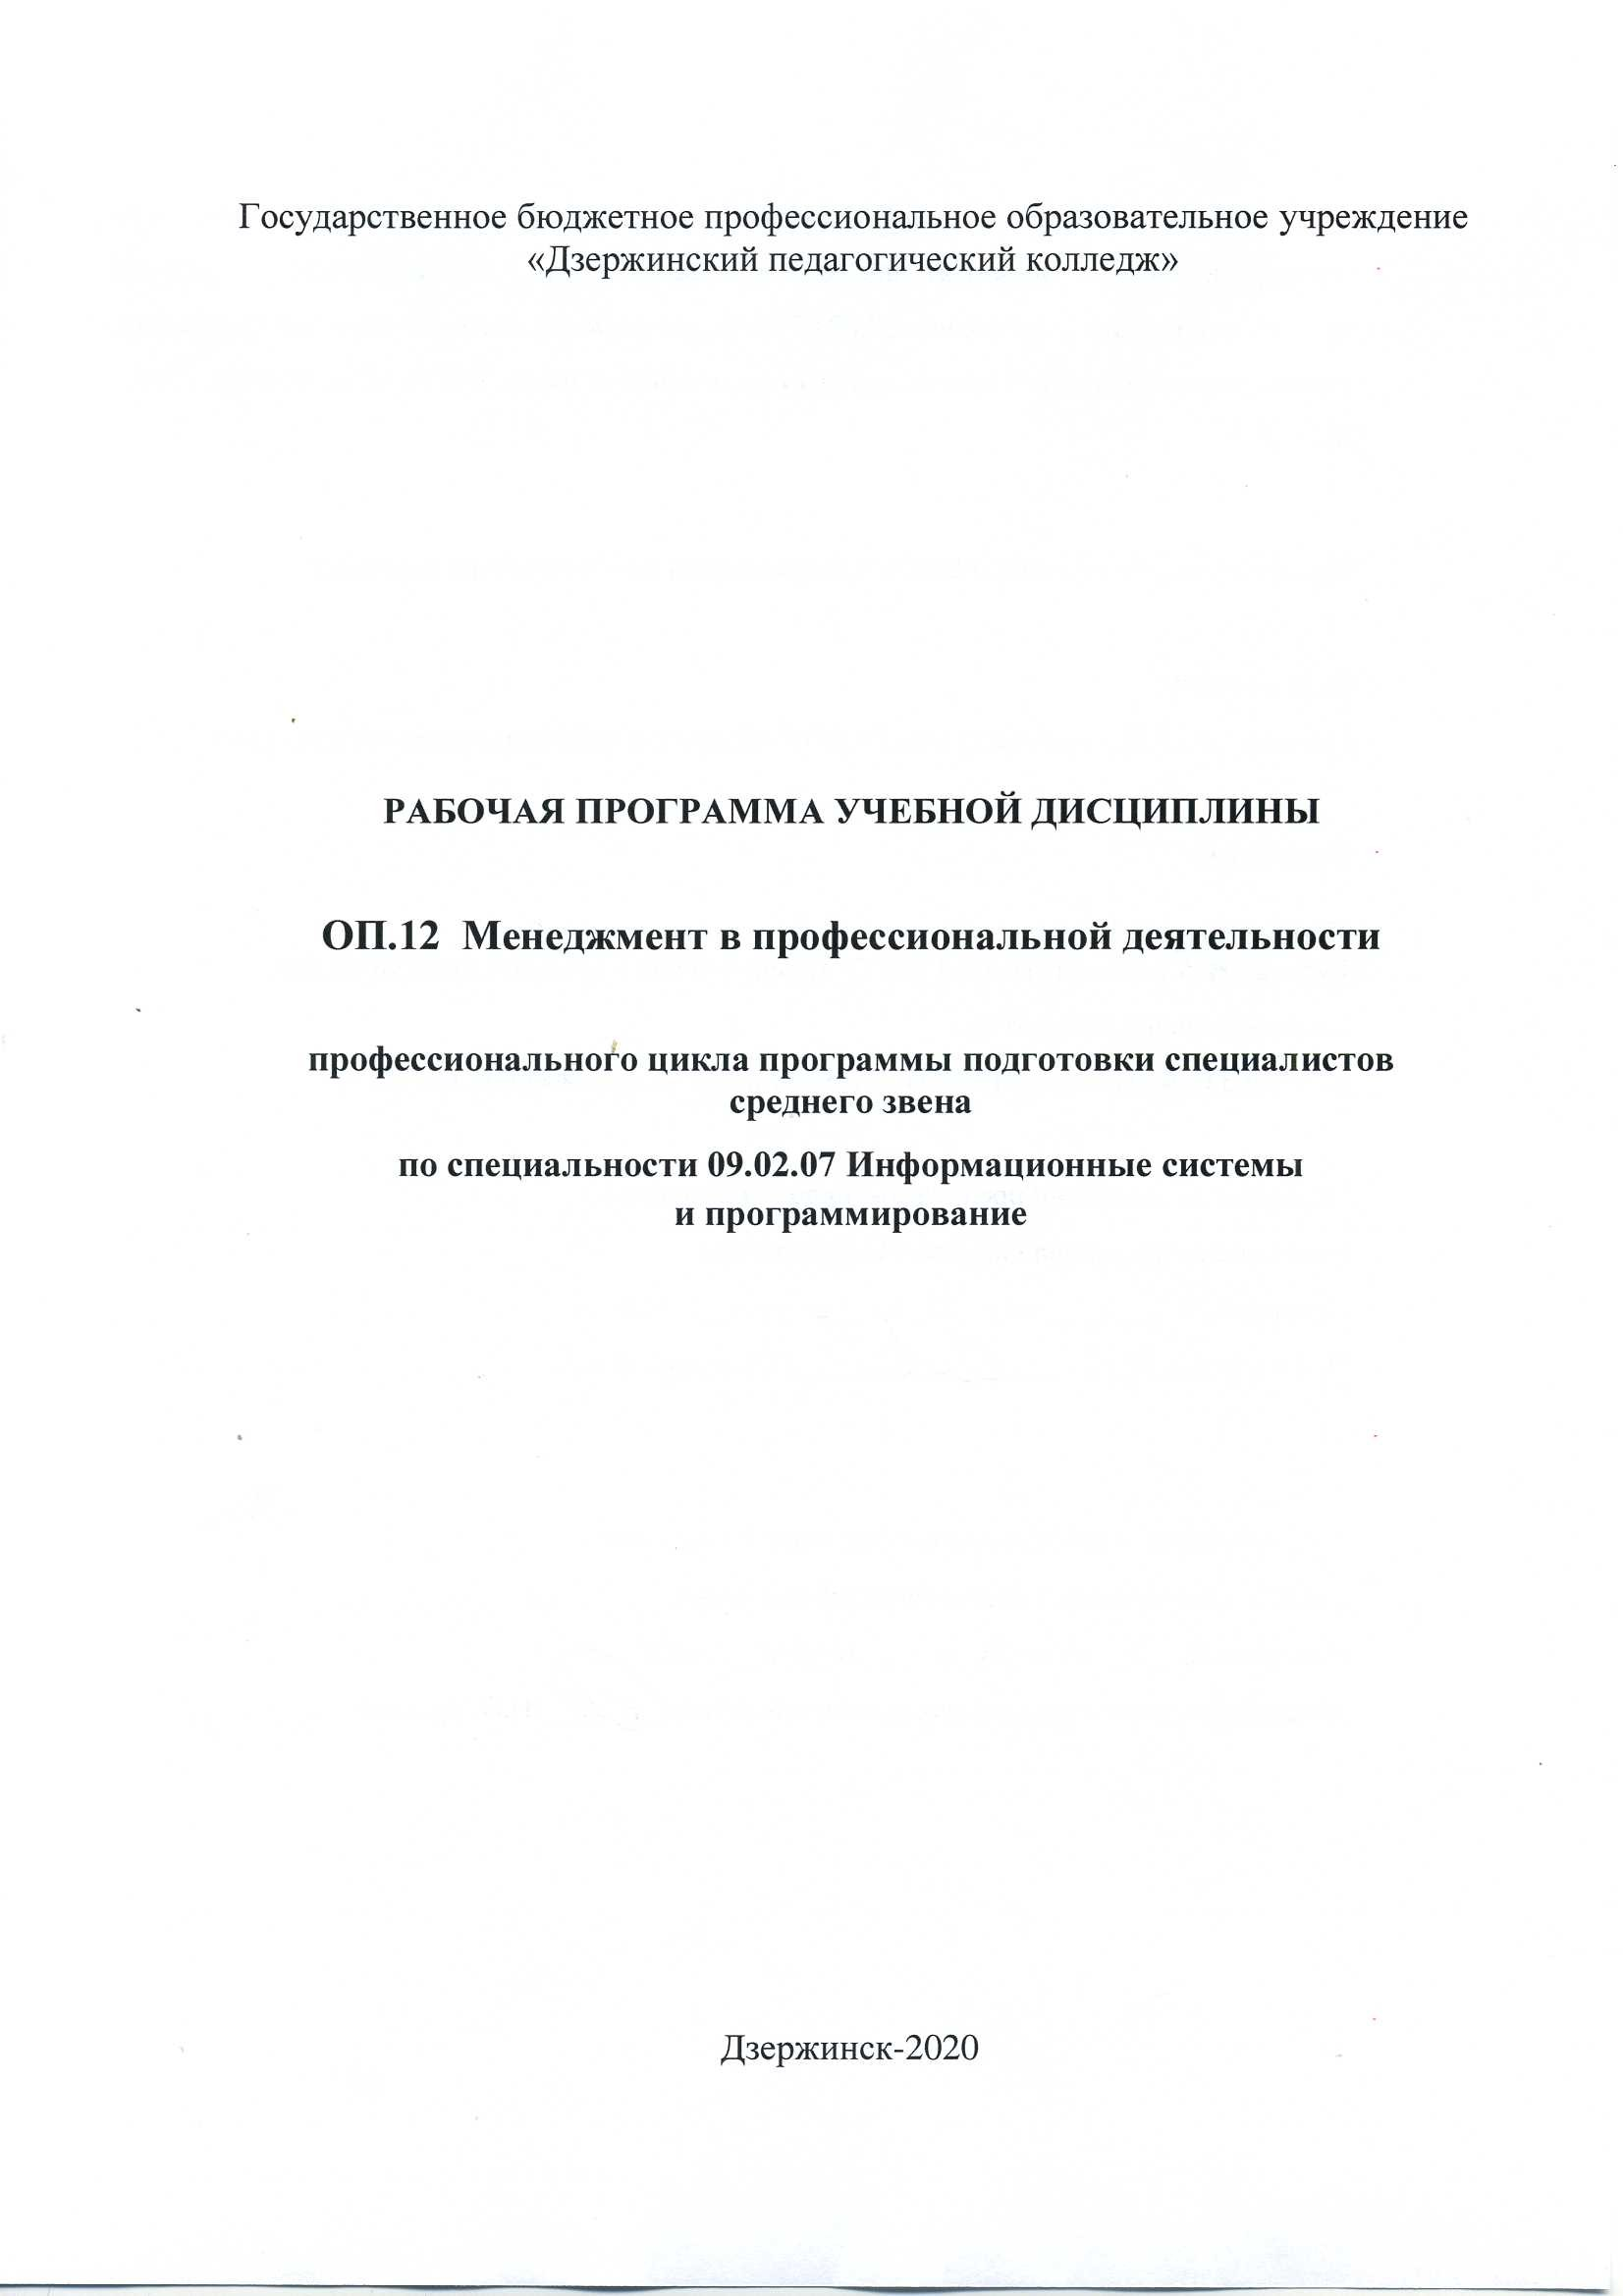 Государственное бюджетное профессиональное образовательное учреждение
«Дзержинский педагогический колледж»
РАБОЧАЯ ПРОГРАММА УЧЕБНОЙ ДИСЦИПЛИНЫ
ОП.12 Менеджмент в профессиональной деятельности
профессионального цикла программы подготовки специалистов
среднего звена
по специальности 09.02.07 Информационные системы
и программирование
Дзержинск-2020